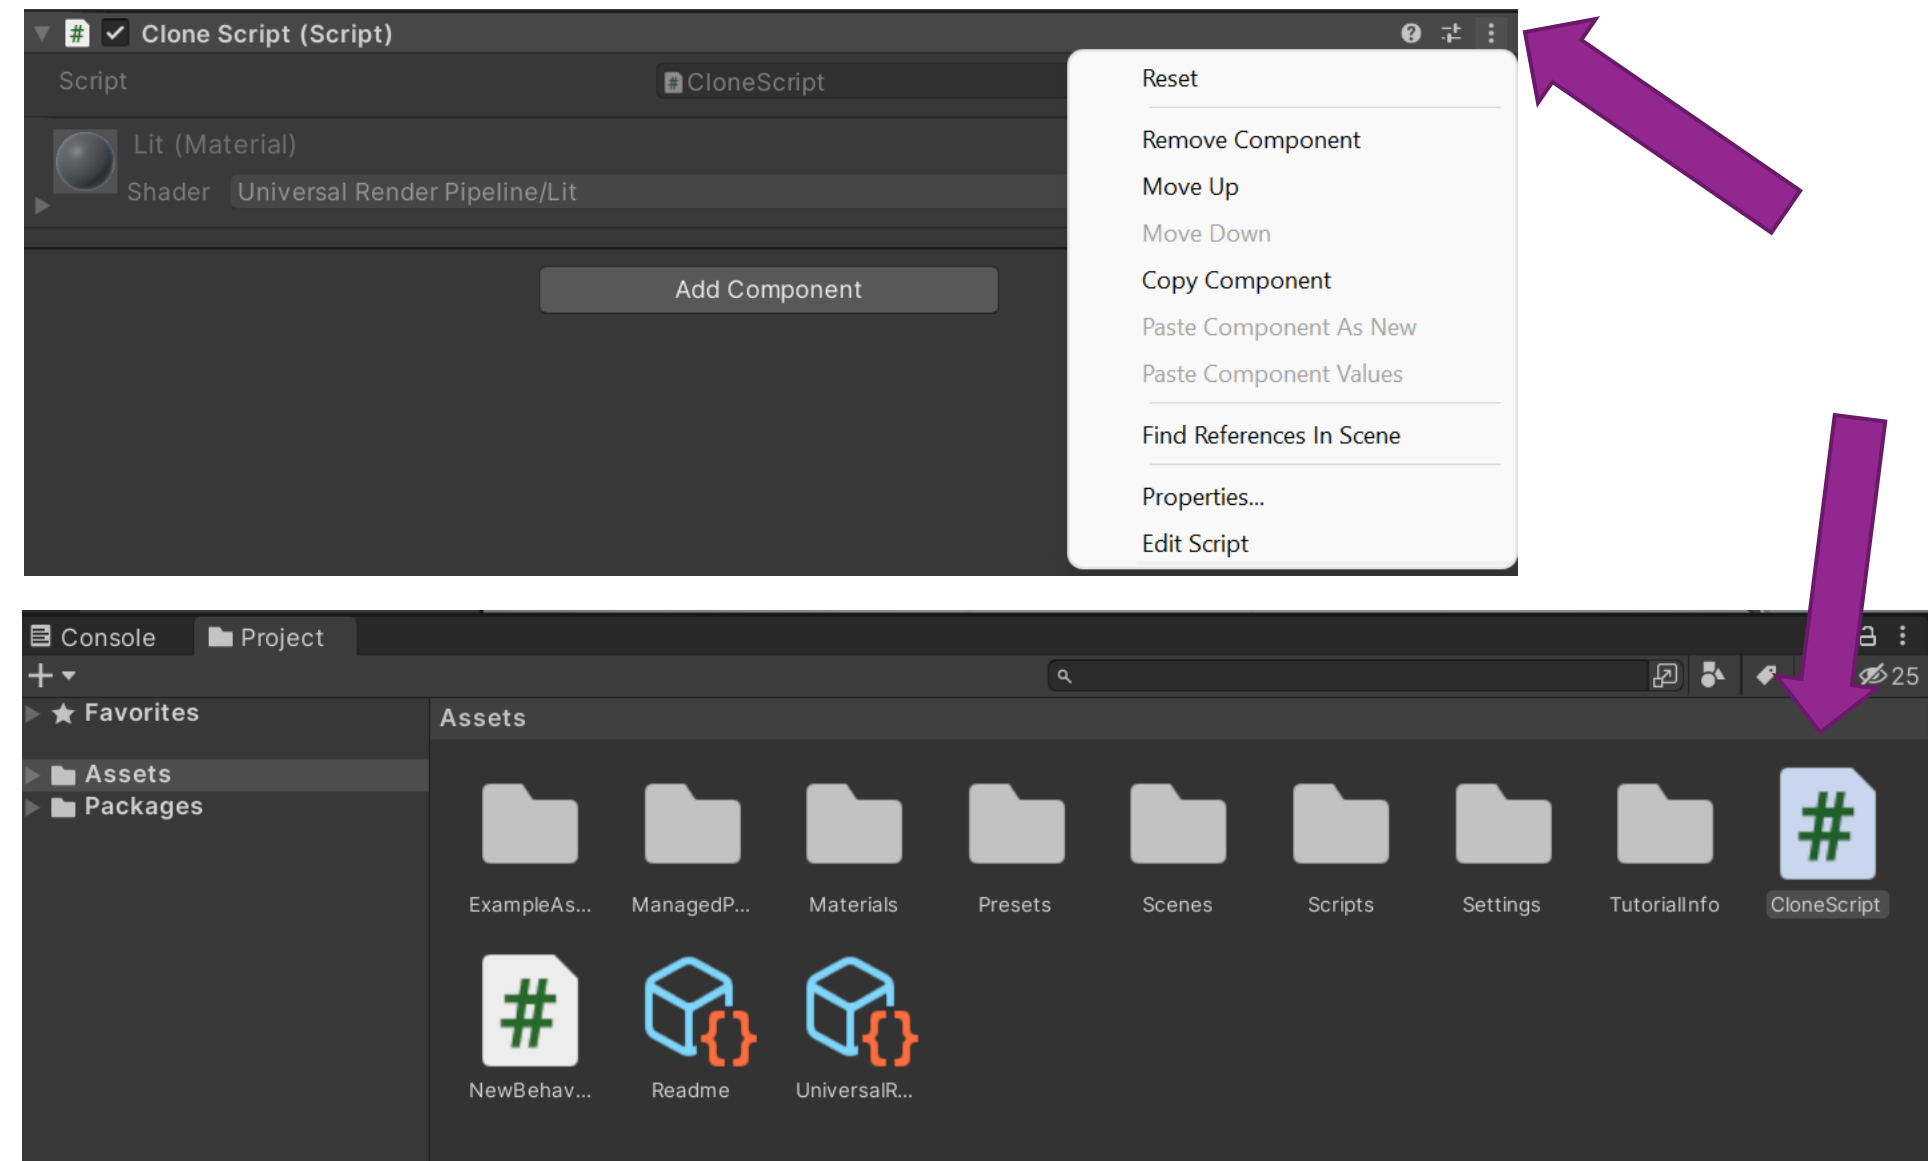 Clone Script (Script)
Script
CloneScript
Lit (Material)
Shader Universal Render Pipeline/Lit
Add Component
Reset
Remove Component
Move Up
Move Down
Copy Component
Paste Component As New
Paste Component Values
Find References In Scene
Properties...
Edit Script
Console Project
25
Favorites
Assets
Packages
Assets
ExampleAs... ManagedP... Materials Presets Scenes Scripts Settings TutorialInfo CloneScript
NewBehav... Readme UniversalR...